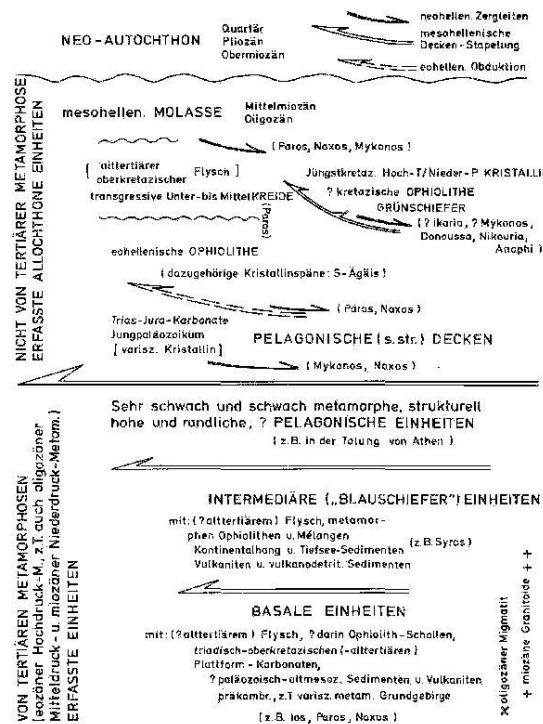 NEO-AUTOCHTHON
Quartär
Pliozän
Obermiozän
neohellen. Zergleiten
mesohellenische
Decken-Stapelung
eohellen. Obduktion
NICHT VON TERTIÄRER METAMORPHOSE
ERFASSTE ALLOCHTHONE EINHEITEN
mesohellen. MOLASSE
Mittelmiozän
Oligozän
(Paros, Naxos, Mykonos)
[ alttertiärer
oberkretazischer ] Flysch
transgressive Unter- bis Mittel KREIDE
(Paros)
Jüngstkretaz. Hoch-T/Nieder-P KRISTALLI
? kretazische OPHIOLITHE
GRÜNSCHIEFER
(? Ikaria, ? Mykonos,
Donoussa, Nikouria,
Anaphi)
eohellenische OPHIOLITHE
(dazugehörige Kristallinspäne: S-Ägäis)
(Paros, Naxos)
Trias-Jura-Karbonate
Jungpaläozoikum
[varisz. Kristallin]
PELAGONISCHE (s.str.) DECKEN
(Mykonos, Naxos)
VON TERTIÄREN METAMORPHOSEN
(eozäner Hochdruck-M., z.T. auch oligozäner
Mitteldruck- u. miozäner Niederdruck-Metam.)
ERFASSTE EINHEITEN
Sehr schwach und schwach metamorphe, strukturell
hohe und randliche, ? PELAGONISCHE EINHEITEN
(z.B. in der Talung von Athen)
INTERMEDIÄRE („BLAUSCHIEFER“) EINHEITEN
mit: (? alttertiärem) Flysch, metamor-
phen Ophiolithen u. Mélangen
Kontinentalhang u. Tiefsee-Sedimenten
Vulkaniten u. vulkanodetrit. Sedimenten
(z.B. Syros)
BASALE EINHEITEN
mit: (? alttertiärem) Flysch, ? darin Ophiolith-Schollen,
triadisch-oberkretazischen (-alttertiären)
Plattform-Karbonaten,
? paläozoisch-altmesoz. Sedimenten u. Vulkaniten
präkambr., z.T. varisz. metam. Grundgebirge
(z.B. Ios, Paros, Naxos)
x oligozäner Migmatit
+ miozäne Granitoide + +